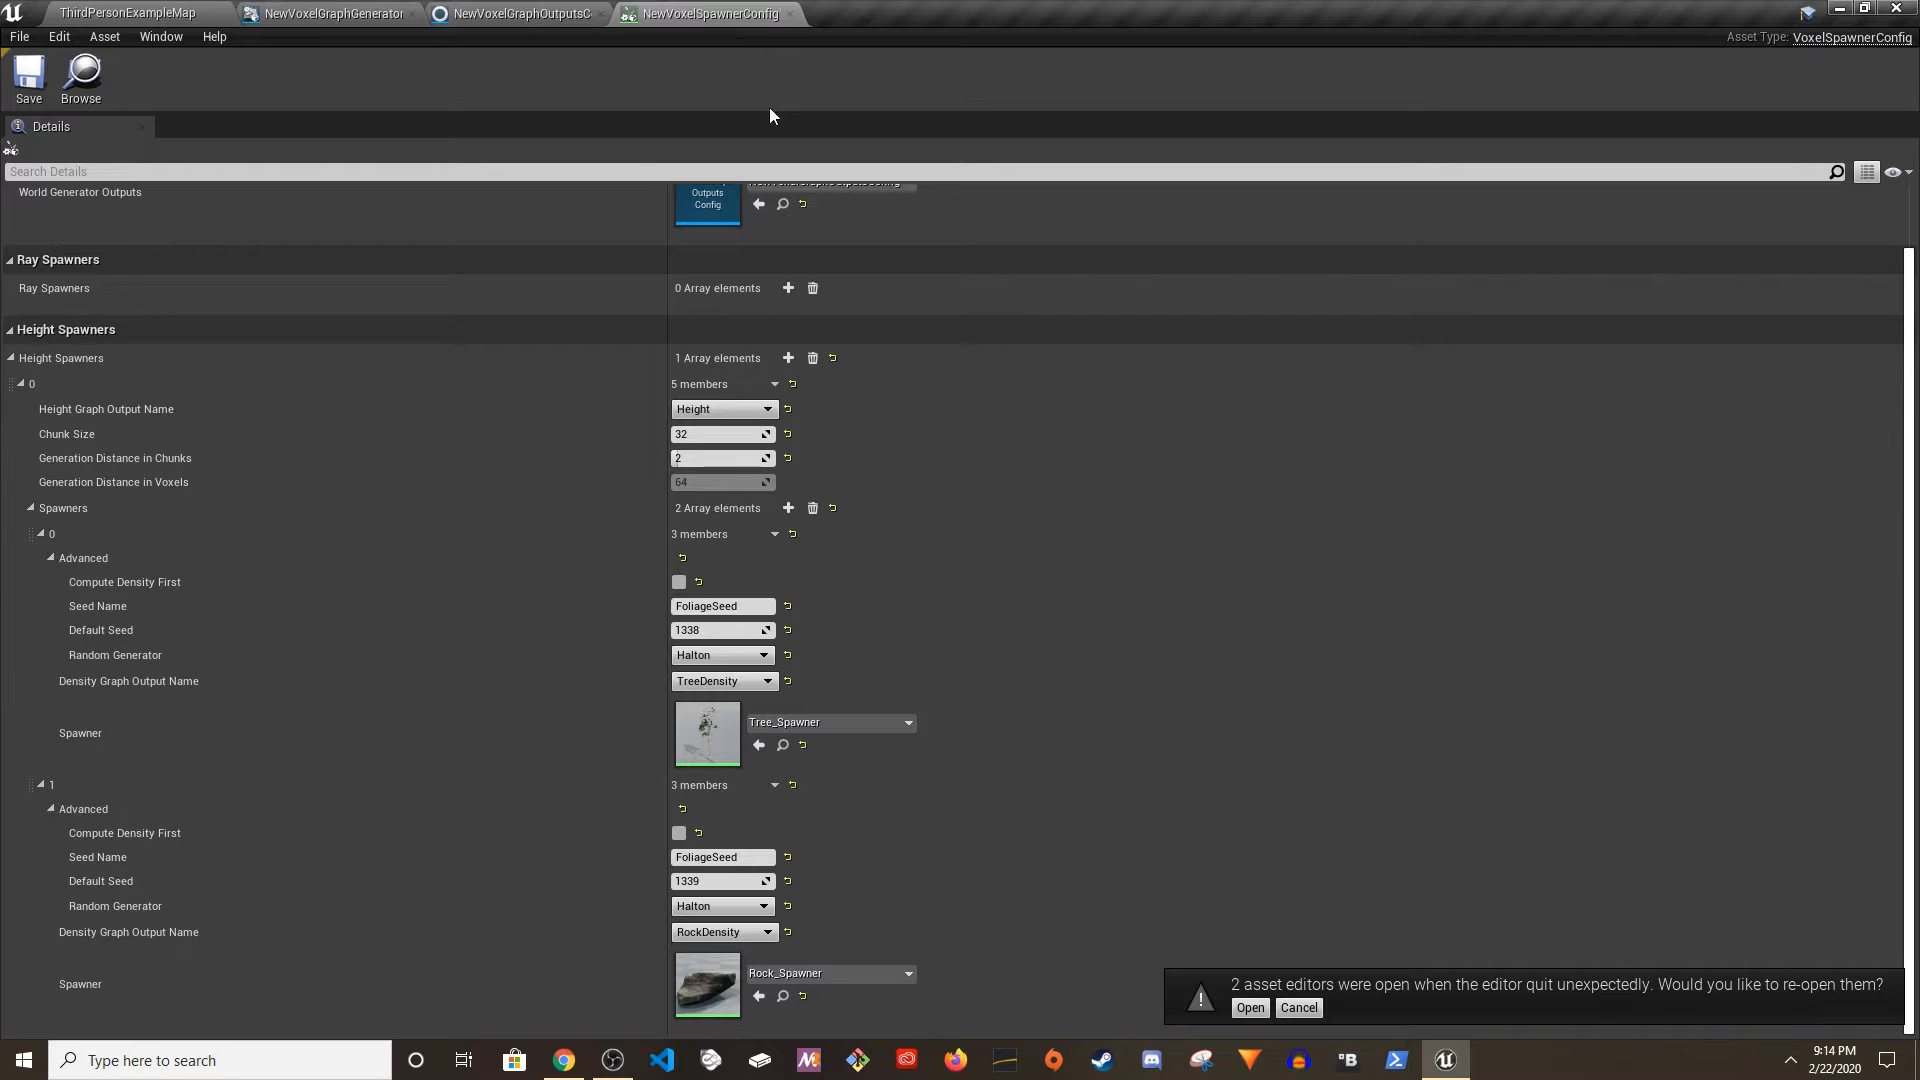 ThirdPersonExampleMap
NewVoxelGraphGenerator
NewVoxelGraphOutputsC
NewVoxelSpawnerConfig
File Edit Asset Window Help
Asset Type: VoxelSpawnerConfig
Save Browse
Details
Search Details
World Generator Outputs
Outputs
Config
Ray Spawners
Ray Spawners
0 Array elements
Height Spawners
Height Spawners
1 Array elements
0
5 members
Height Graph Output Name
Height
Chunk Size
32
Generation Distance in Chunks
2
Generation Distance in Voxels
64
Spawners
2 Array elements
0
3 members
Advanced
Compute Density First
Seed Name
FoliageSeed
Default Seed
1338
Random Generator
Halton
Density Graph Output Name
TreeDensity
Spawner
Tree_Spawner
1
3 members
Advanced
Compute Density First
Seed Name
FoliageSeed
Default Seed
1339
Random Generator
Halton
Density Graph Output Name
RockDensity
Spawner
Rock_Spawner
2 asset editors were open when the editor quit unexpectedly. Would you like to re-open them?
Open Cancel
Type here to search
9:14 PM
2/22/2020